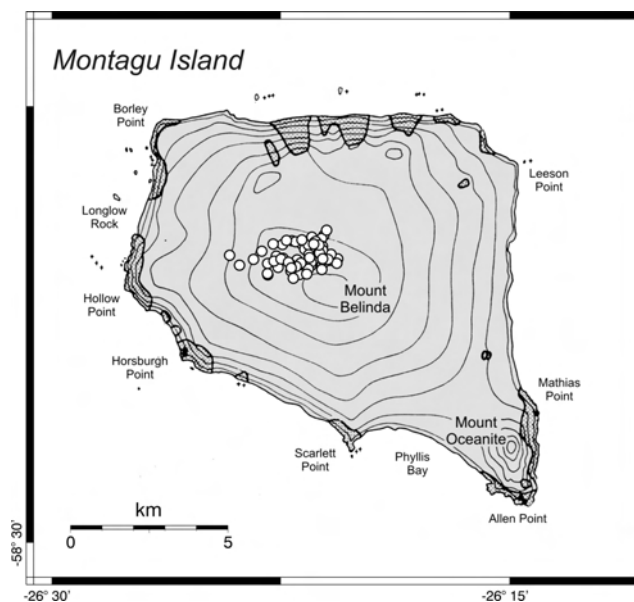 Montagu Island
Borley
Point
Leeson
Point
Longlow
Rock
Hollow
Point
Mount
Belinda
Horsburgh
Point
Mathias
Point
Mount
Oceanite
Scarlett
Point
Phyllis
Bay
Allen Point
km
0
5
-58° 30'
-26° 30'
-26° 15'